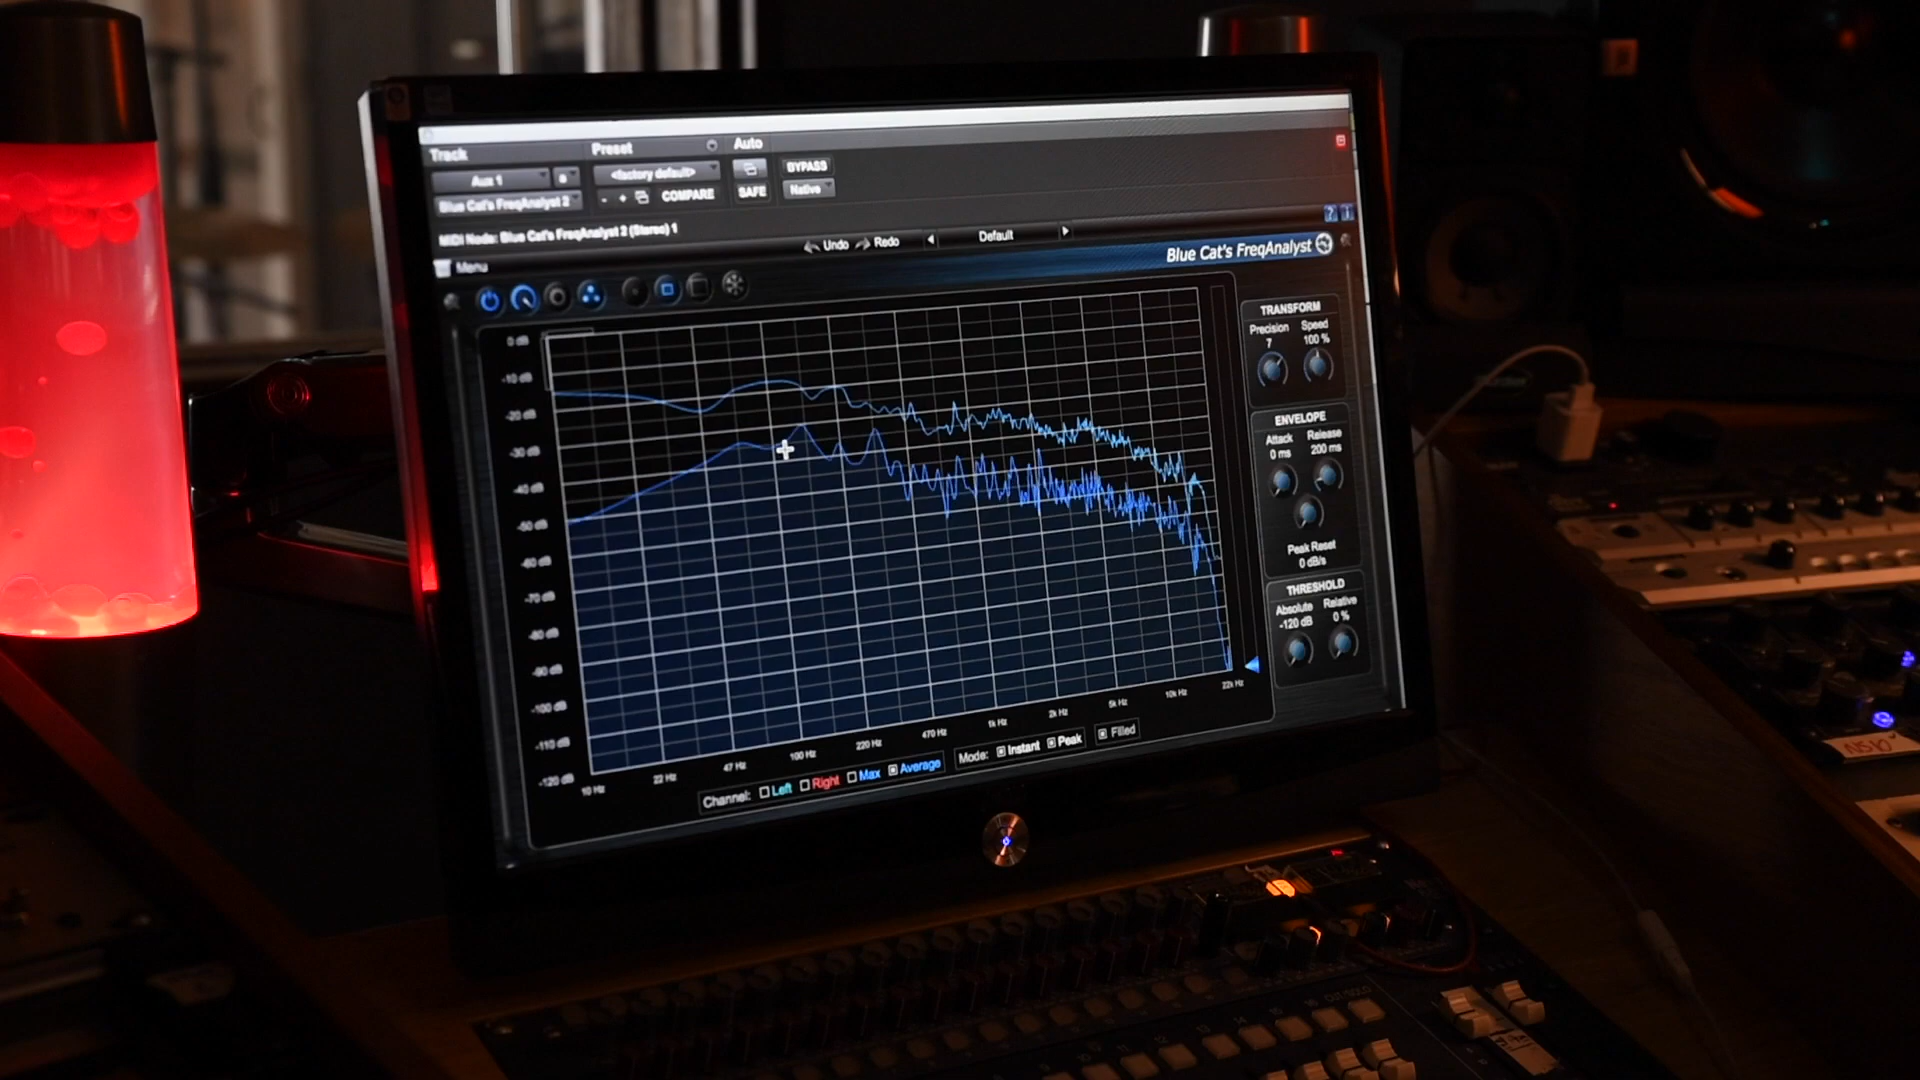 Track Preset Auto
Aux 1 a <factory default> BYPASS
Blue Cat's FreqAnalyst 2 - + COMPARE SAFE Native
MIDI Node: Blue Cat's FreqAnalyst 2 (Stereo) 1
Undo Redo Default ? i
Menu Blue Cat's FreqAnalyst
TRANSFORM
Precision Speed
7 100 %
ENVELOPE
Attack Release
0 ms 200 ms
Peak Reset
0 dB/s
THRESHOLD
Absolute Relative
-120 dB 0 %
0 dB
-10 dB
-20 dB
-30 dB
-40 dB
-50 dB
-60 dB
-70 dB
-80 dB
-90 dB
-100 dB
-110 dB
-120 dB
10 Hz 22 Hz 47 Hz 100 Hz 220 Hz 470 Hz 1k Hz 2k Hz 5k Hz 10k Hz 22k Hz
Channel: Left Right Max Average Mode: Instant Peak Filled
NS10